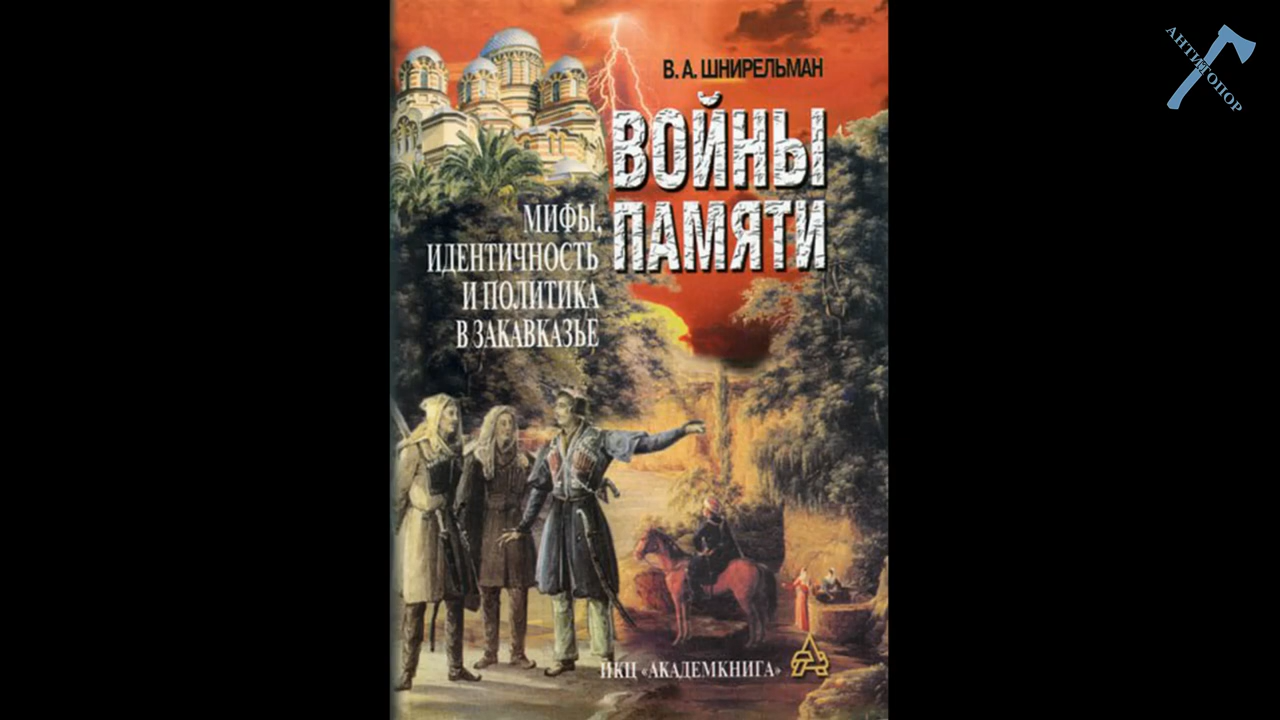 В. А. ШНИРЕЛЬМАН
ВОЙНЫ
ПАМЯТИ
МИФЫ,
ИДЕНТИЧНОСТЬ
И ПОЛИТИКА
В ЗАКАВКАЗЬЕ
ИКЦ «АКАДЕМКНИГА»
АНТИТОПОР